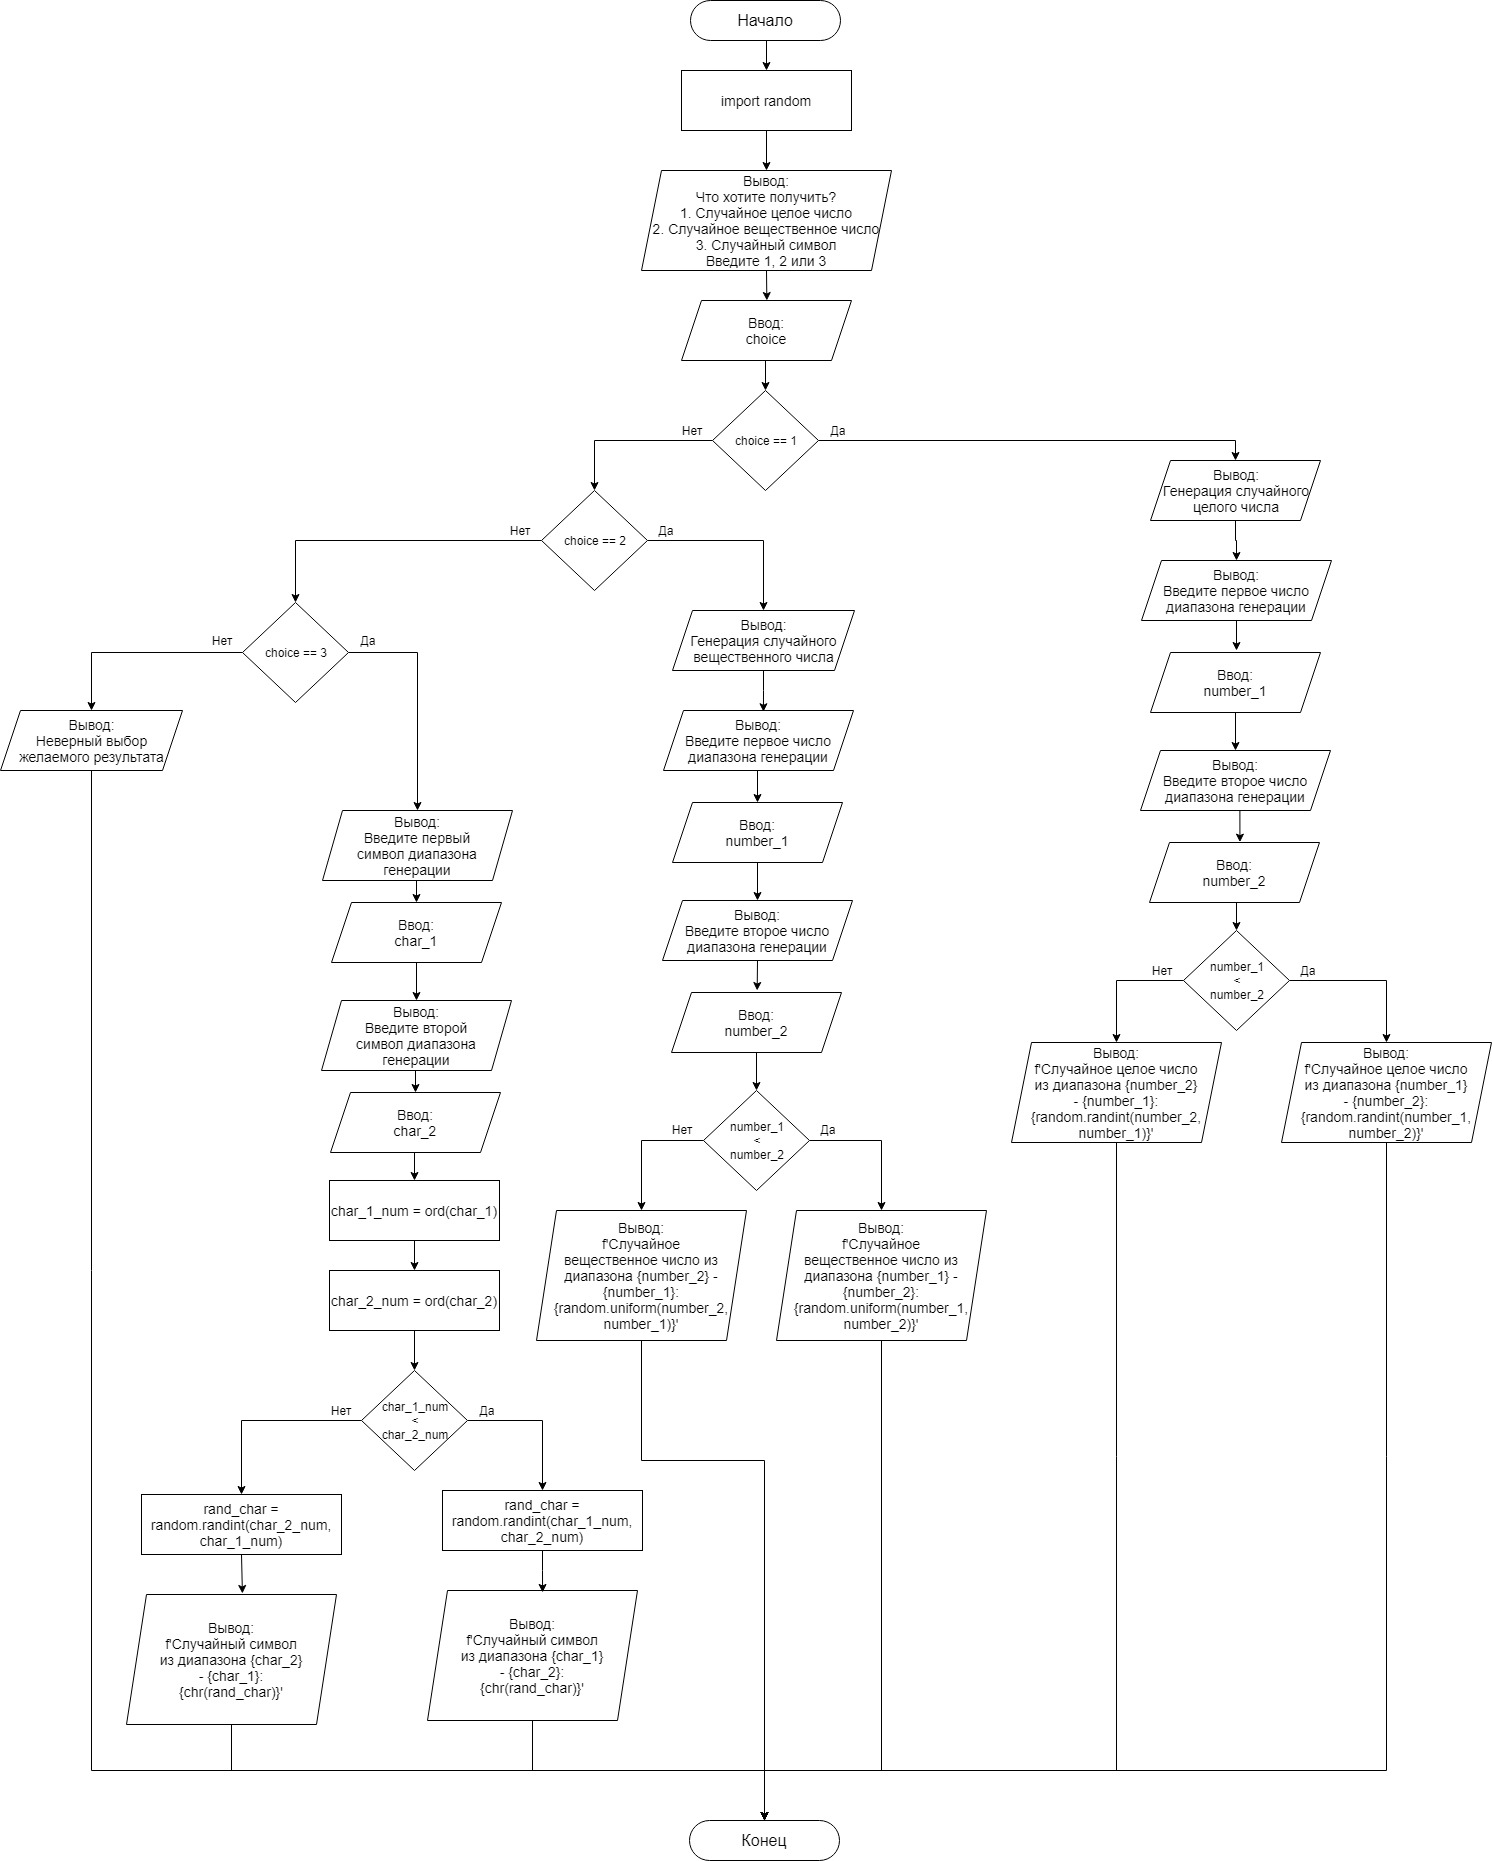 Начало
import random
Вывод:
Что хотите получить?
1. Случайное целое число
2. Случайное вещественное число
3. Случайный символ
Введите 1, 2 или 3
Ввод:
choice
choice == 1
Нет
Да
choice == 2
Нет
Да
choice == 3
Нет
Да
Вывод:
Неверный выбор
желаемого результата
Вывод:
Введите первый
символ диапазона
генерации
Ввод:
char_1
Вывод:
Введите второй
символ диапазона
генерации
Ввод:
char_2
char_1_num = ord(char_1)
char_2_num = ord(char_2)
char_1_num
<
char_2_num
Нет
Да
rand_char =
random.randint(char_2_num,
char_1_num)
Вывод:
f'Случайный символ
из диапазона {char_2}
- {char_1}:
{chr(rand_char)}'
rand_char =
random.randint(char_1_num,
char_2_num)
Вывод:
f'Случайный символ
из диапазона {char_1}
- {char_2}:
{chr(rand_char)}'
Вывод:
Генерация случайного
вещественного числа
Вывод:
Введите первое число
диапазона генерации
Ввод:
number_1
Вывод:
Введите второе число
диапазона генерации
Ввод:
number_2
number_1
<
number_2
Нет
Да
Вывод:
f'Случайное
вещественное число из
диапазона {number_2} -
{number_1}:
{random.uniform(number_2,
number_1)}'
Вывод:
f'Случайное
вещественное число из
диапазона {number_1} -
{number_2}:
{random.uniform(number_1,
number_2)}'
Вывод:
Генерация случайного
целого числа
Вывод:
Введите первое число
диапазона генерации
Ввод:
number_1
Вывод:
Введите второе число
диапазона генерации
Ввод:
number_2
number_1
<
number_2
Нет
Да
Вывод:
f'Случайное целое число
из диапазона {number_2}
- {number_1}:
{random.randint(number_2,
number_1)}'
Вывод:
f'Случайное целое число
из диапазона {number_1}
- {number_2}:
{random.randint(number_1,
number_2)}'
Конец